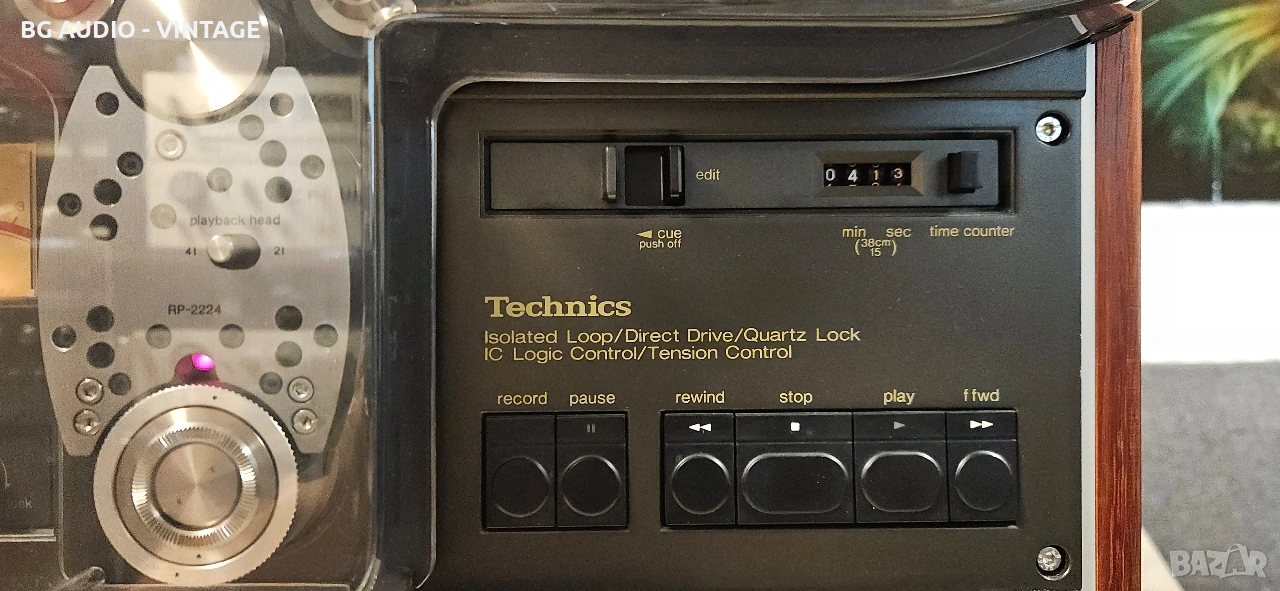 BG AUDIO - VINTAGE
playback head
4t 2t
RP-2224
edit
0 4 1 3
◄ cue
push off
min sec
(38cm/15)
time counter
Technics
Isolated Loop/Direct Drive/Quartz Lock
IC Logic Control/Tension Control
record pause rewind stop play f fwd
BAZAR